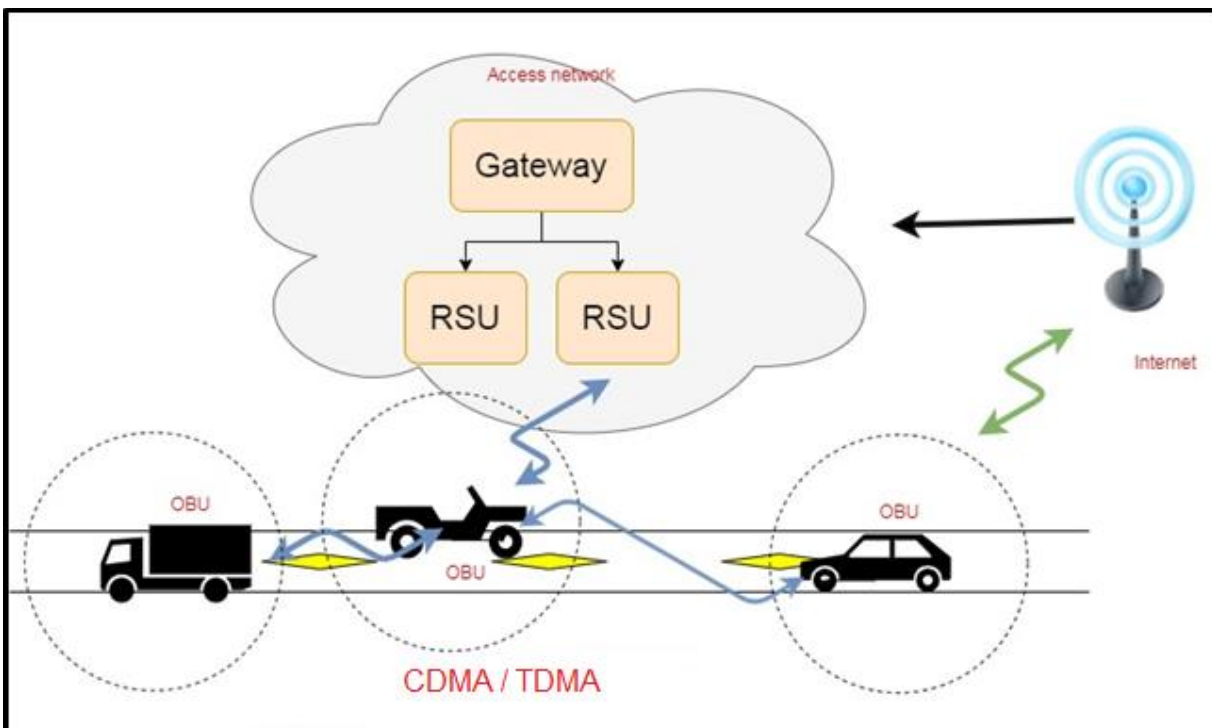 Access network
Gateway
RSU
RSU
Internet
OBU
OBU
OBU
CDMA / TDMA